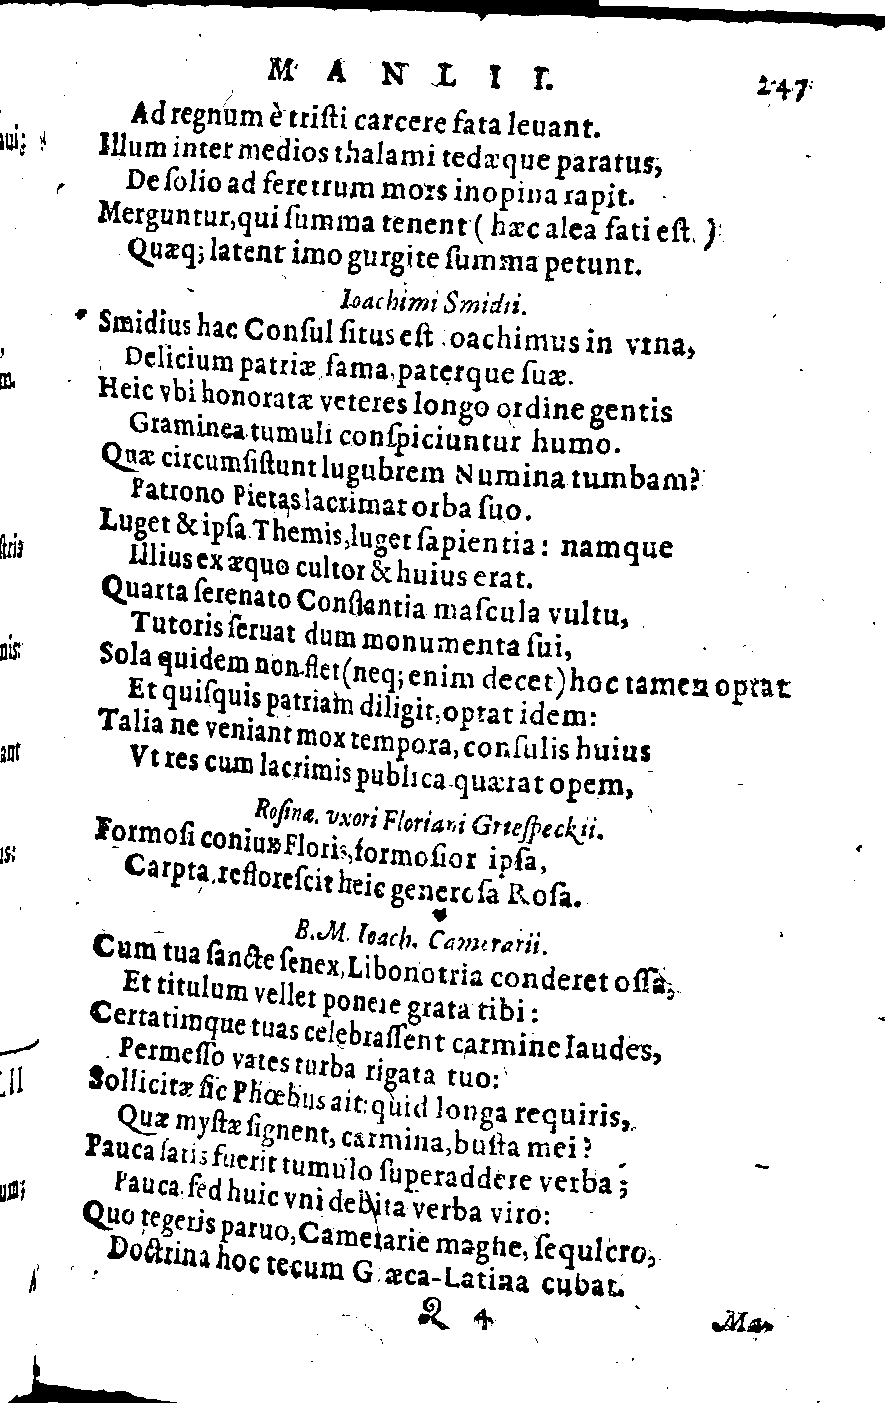 MANLII.
247
Ad regnum è tristi carcere fata leuant.
Illum inter medios thalami tedæque paratus,
De solio ad feretrum mors inopina rapit.
Merguntur, qui summa tenent (hæc alea fati est.)
Quæq; latent imo gurgite summa petunt.
Ioachimi Smidii.
Smidius hac Consul situs est .oachimus in vrna,
Delicium patriæ fama, paterque suæ.
Heic vbi honoratæ veteres longo ordine gentis
Graminea tumuli conspiciuntur humo.
Quæ circumsistunt lugubrem Numina tumbam?
Patrono Pietas lacrimat orba suo.
Luget & ipsa Themis, luget sapientia: namque
Illius ex æquo cultor & huius erat.
Quarta serenato Constantia mascula vultu,
Tutoris seruat dum monumenta sui,
Sola quidem non flet (neq; enim decet) hoc tamen optat
Et quisquis patriam diligit, optat idem:
Talia ne veniant mox tempora, consulis huius
Vt res cum lacrimis publica quærat opem,
Rosinæ. vxori Floriani Grtespeckii.
Formosi coniux Floris, formosior ipsa,
Carpta, reflorescit heic generosa Rosa.
B. M. Ioach. Camerarii.
Cum tua sancte senex, Libonotria conderet ossa,
Et titulum vellet ponere grata tibi:
Certatimque tuas celebrassent carmine laudes,
Permesso vates turba rigata tuo:
Sollicitæ sic Phœbus ait: quid longa requiris,
Quæ mystæ signent, carmina, busta mei?
Pauca satis fuerit tumulo superaddere verba;
Pauca sed huic vni debita verba viro:
Quo tegeris paruo, Camerarie magne, sepulcro,
Doctrina hoc tecum G æca-Latina cubat.
Q 4
Ma-
aui;
m.
stris
nis:
ant
us:
LII
um;